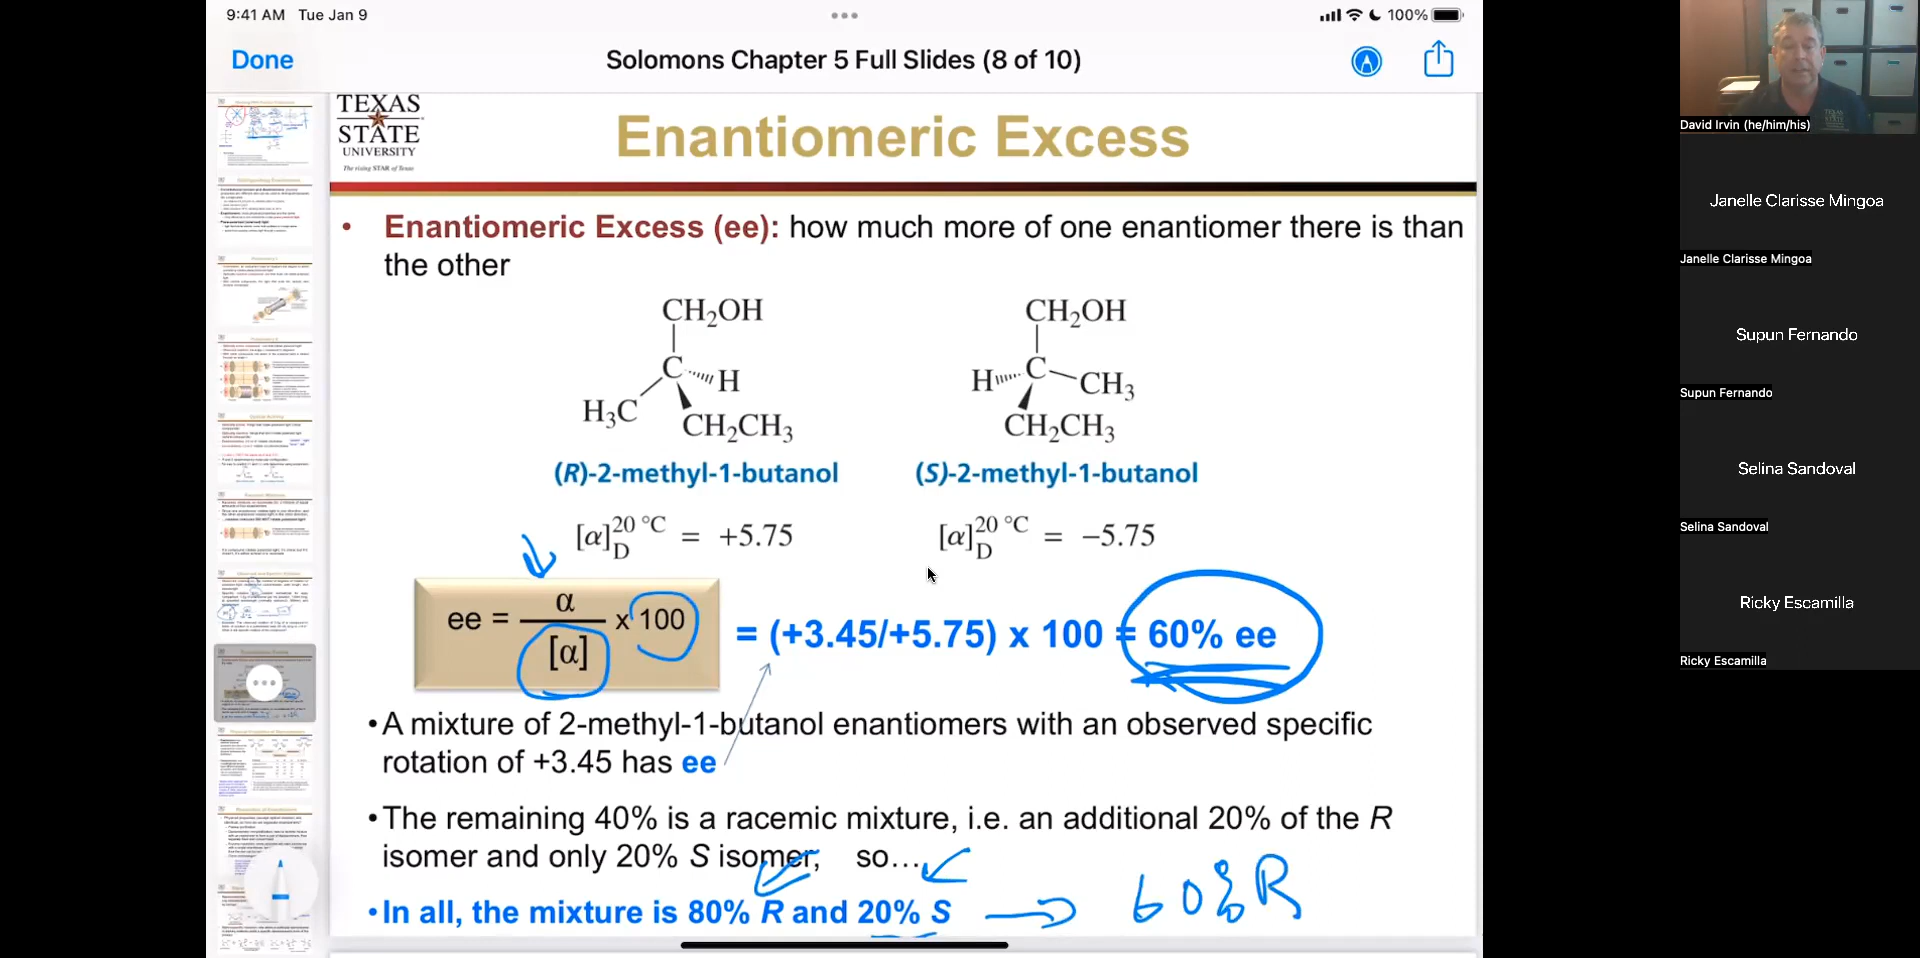 9:41 AM Tue Jan 9
100%
Done
Solomons Chapter 5 Full Slides (8 of 10)
TEXAS
STATE
UNIVERSITY
The rising STAR of Texas
Enantiomeric Excess
• Enantiomeric Excess (ee): how much more of one enantiomer there is than
the other
CH₂OH
C
H
H₃C
CH₂CH₃
(R)-2-methyl-1-butanol
[α]D20 °C = +5.75
CH₂OH
H
C
CH₃
CH₂CH₃
(S)-2-methyl-1-butanol
[α]D20 °C = −5.75
ee = α/[α] x 100
= (+3.45/+5.75) x 100 = 60% ee
• A mixture of 2-methyl-1-butanol enantiomers with an observed specific
rotation of +3.45 has ee
• The remaining 40% is a racemic mixture, i.e. an additional 20% of the R
isomer and only 20% S isomer, so…
• In all, the mixture is 80% R and 20% S
60% R
David Irvin (he/him/his)
Janelle Clarisse Mingoa
Janelle Clarisse Mingoa
Supun Fernando
Supun Fernando
Selina Sandoval
Selina Sandoval
Ricky Escamilla
Ricky Escamilla